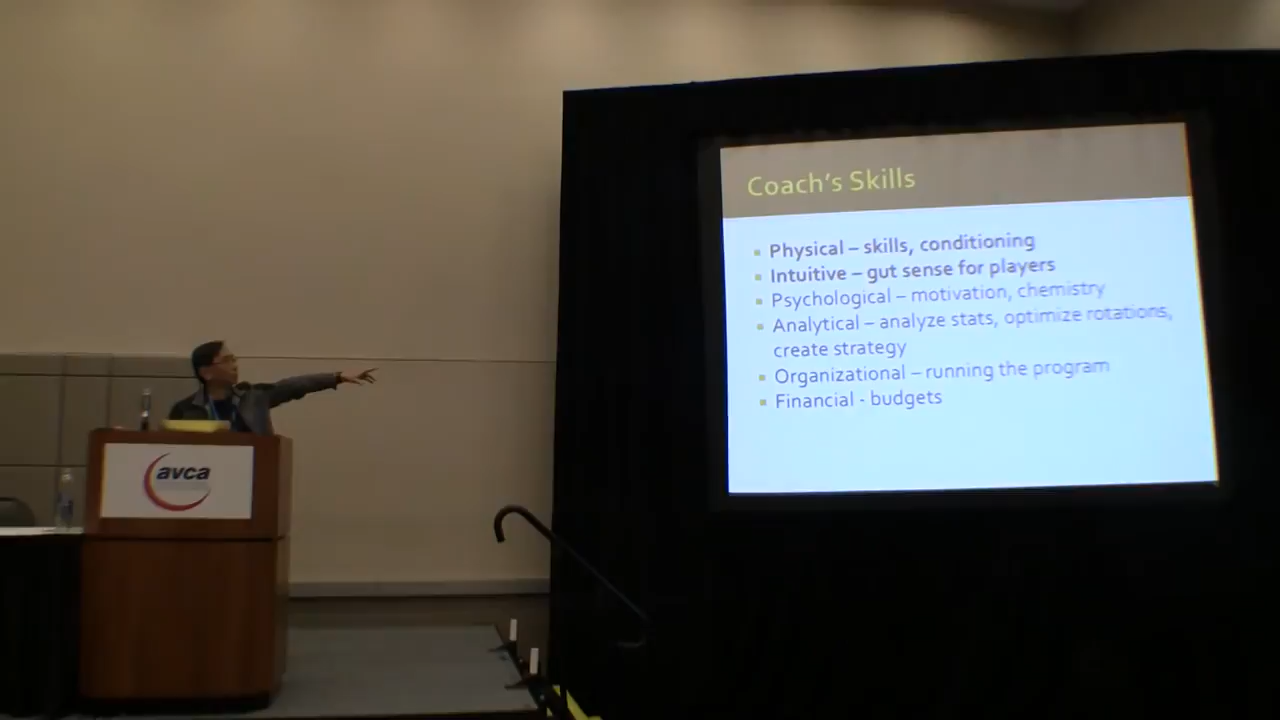 Coach's Skills
Physical – skills, conditioning
Intuitive – gut sense for players
Psychological – motivation, chemistry
Analytical – analyze stats, optimize rotations,
create strategy
Organizational – running the program
Financial - budgets
avca